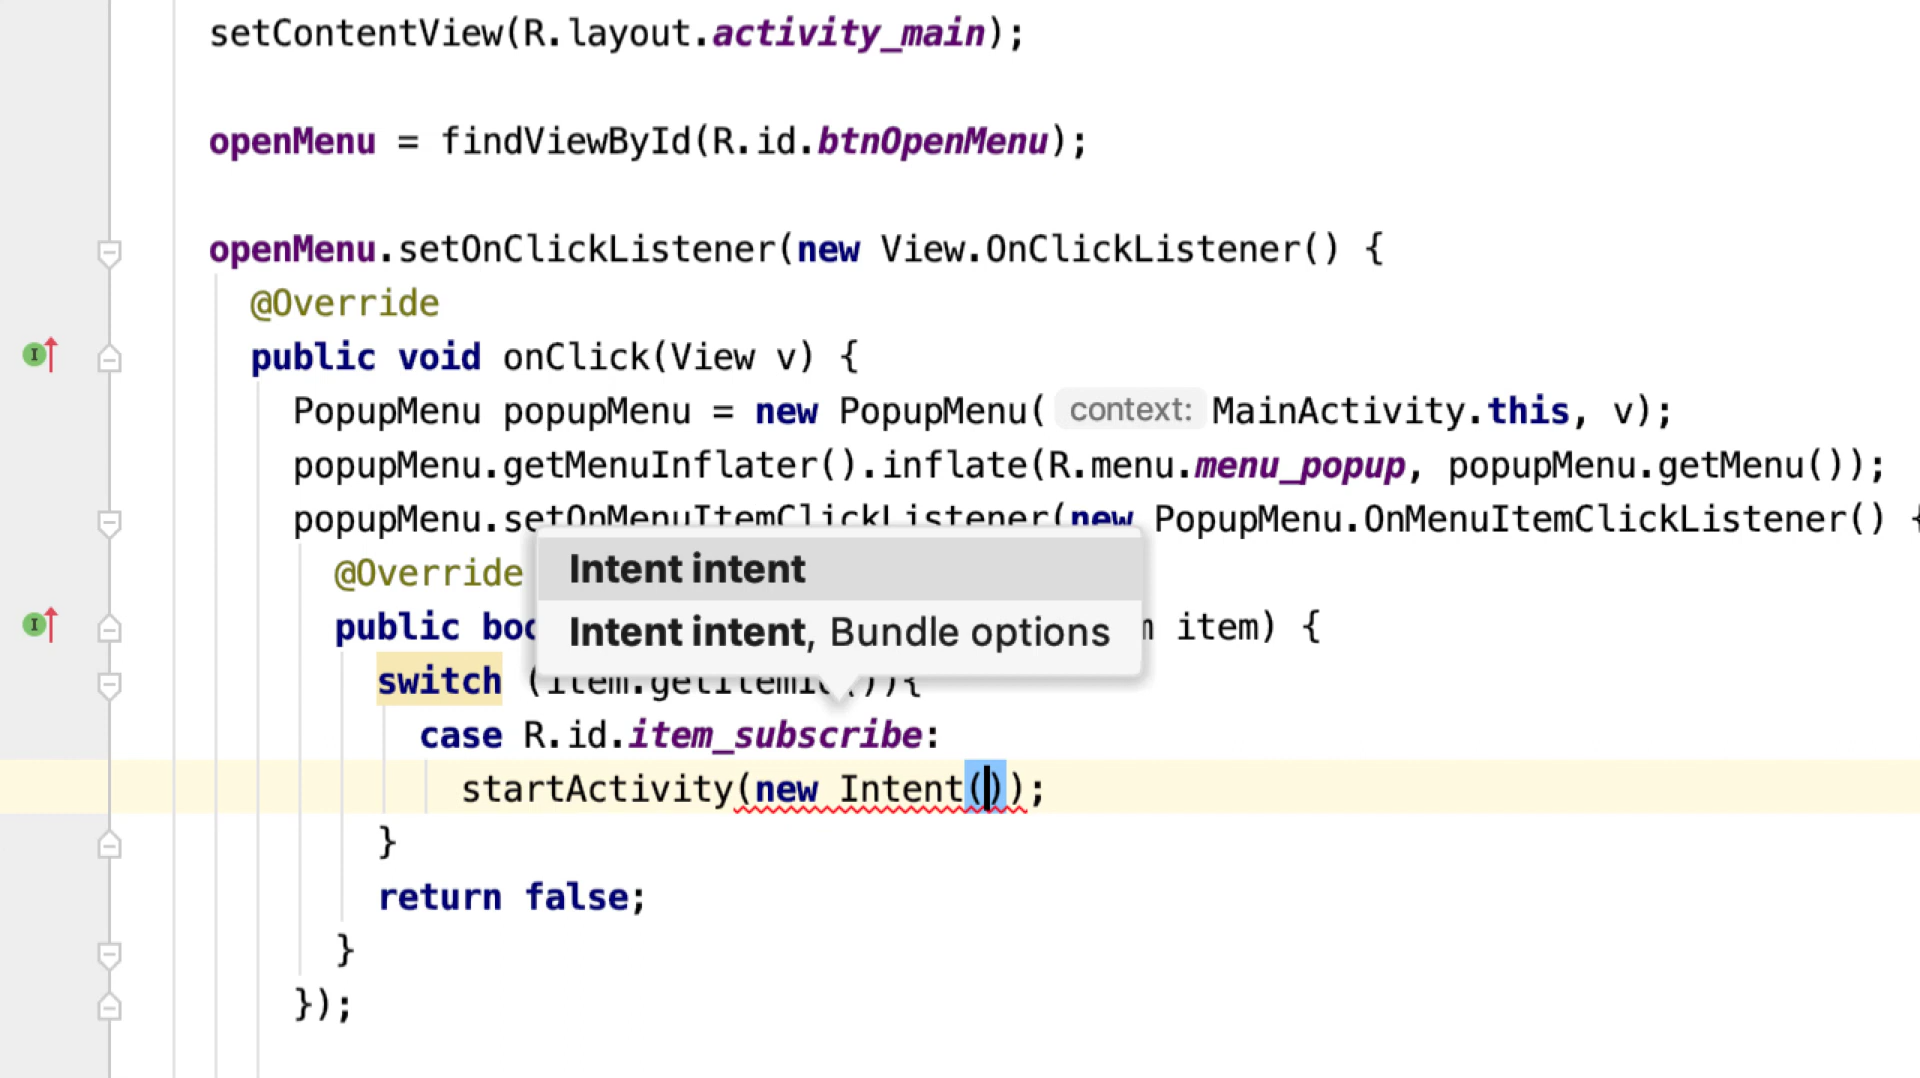 setContentView(R.layout.activity_main);
openMenu = findViewById(R.id.btnOpenMenu);
openMenu.setOnClickListener(new View.OnClickListener() {
@Override
I
public void onClick(View v) {
PopupMenu popupMenu = new PopupMenu( context: MainActivity.this, v);
popupMenu.getMenuInflater().inflate(R.menu.menu_popup, popupMenu.getMenu());
popupMenu.setOnMenuItemClickListener(new PopupMenu.OnMenuItemClickListener() {
@Override
Intent intent
I
public item) {
Intent intent, Bundle options
switch (item.getItemId()){
case R.id.item_subscribe:
startActivity(new Intent());
}
return false;
}
});